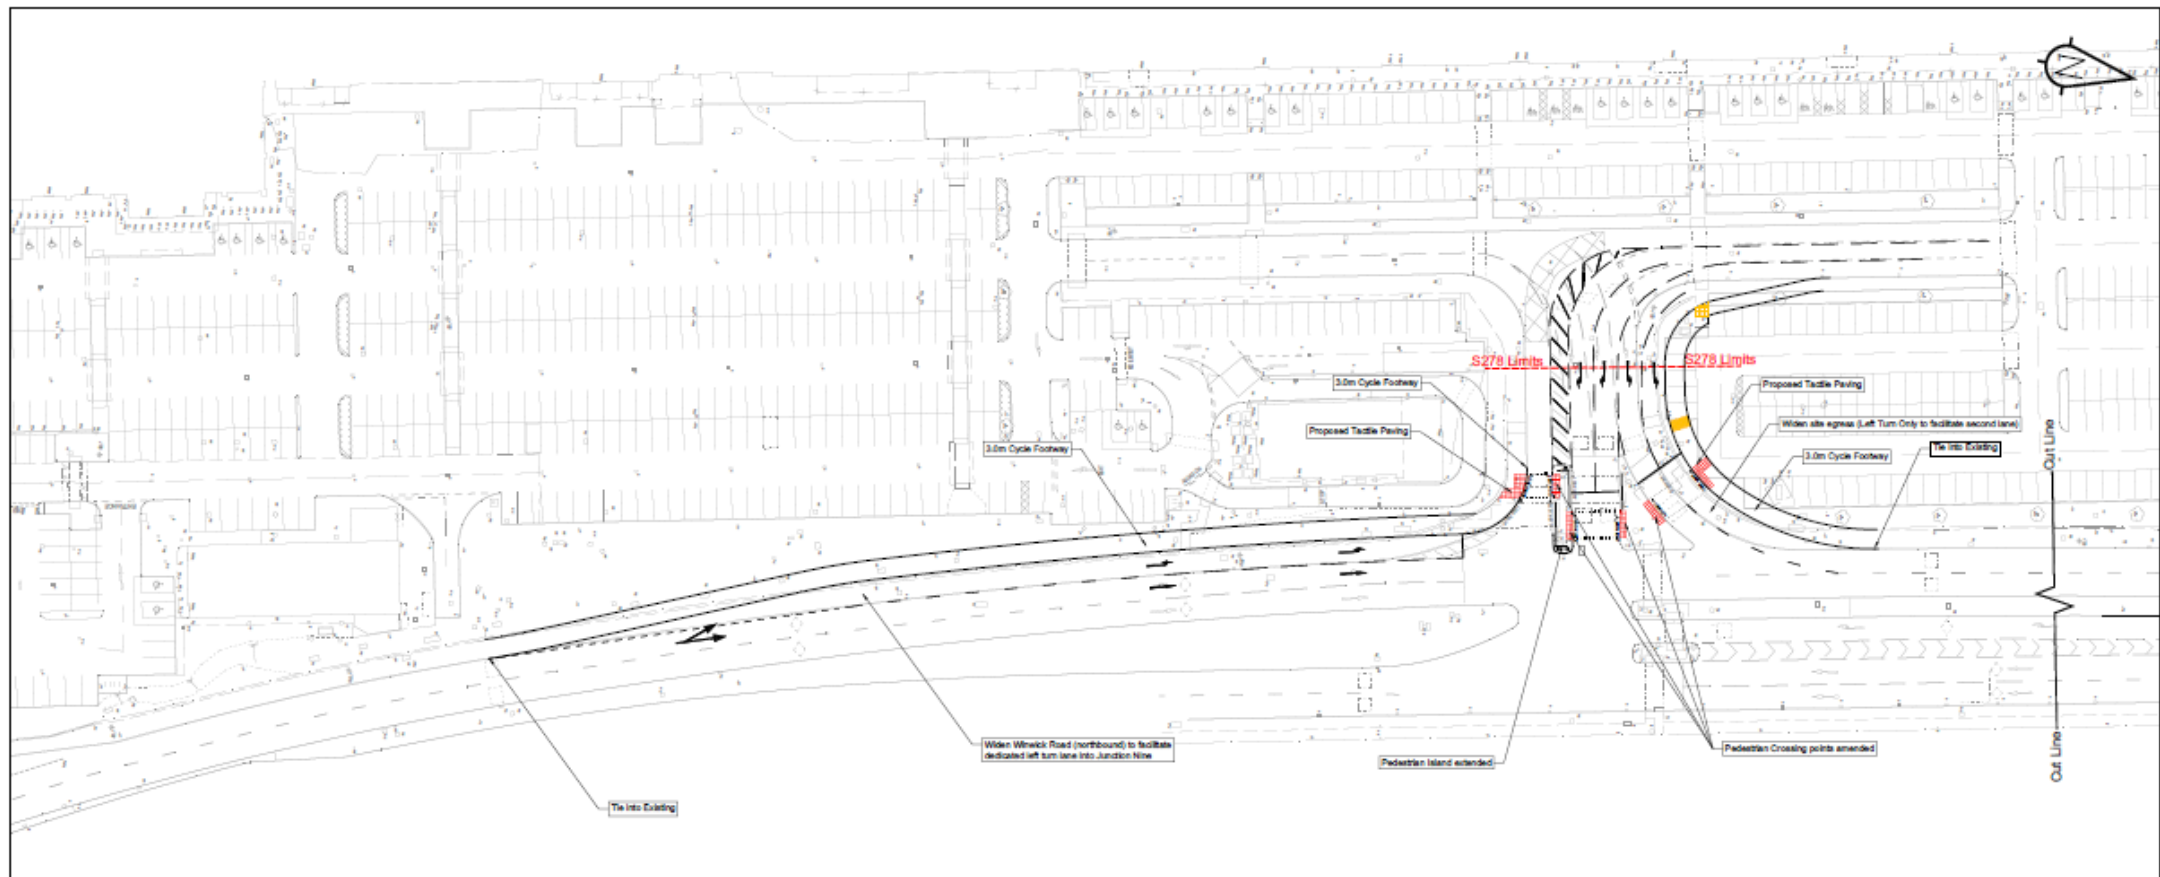 N
S278 Limits
S278 Limits
3.0m Cycle Footway
Proposed Tactile Paving
Proposed Tactile Paving
Widen site egress (Left Turn Only to facilitate second lane)
3.0m Cycle Footway
3.0m Cycle Footway
Tie into Existing
Cut Line
Widen Winwick Road (northbound) to facilitate
dedicated left turn lane into Junction Nine
Pedestrian Island extended
Pedestrian Crossing points amended
Cut Line
Tie into Existing